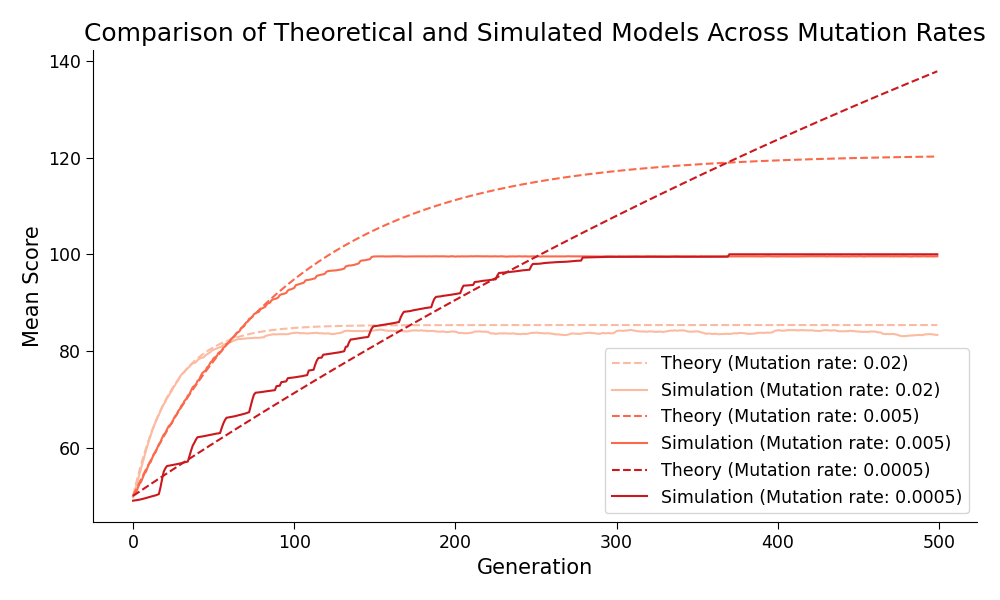 Comparison of Theoretical and Simulated Models Across Mutation Rates
140
120
100
80
60
Mean Score
0 100 200 300 400 500
Generation
Theory (Mutation rate: 0.02)
Simulation (Mutation rate: 0.02)
Theory (Mutation rate: 0.005)
Simulation (Mutation rate: 0.005)
Theory (Mutation rate: 0.0005)
Simulation (Mutation rate: 0.0005)